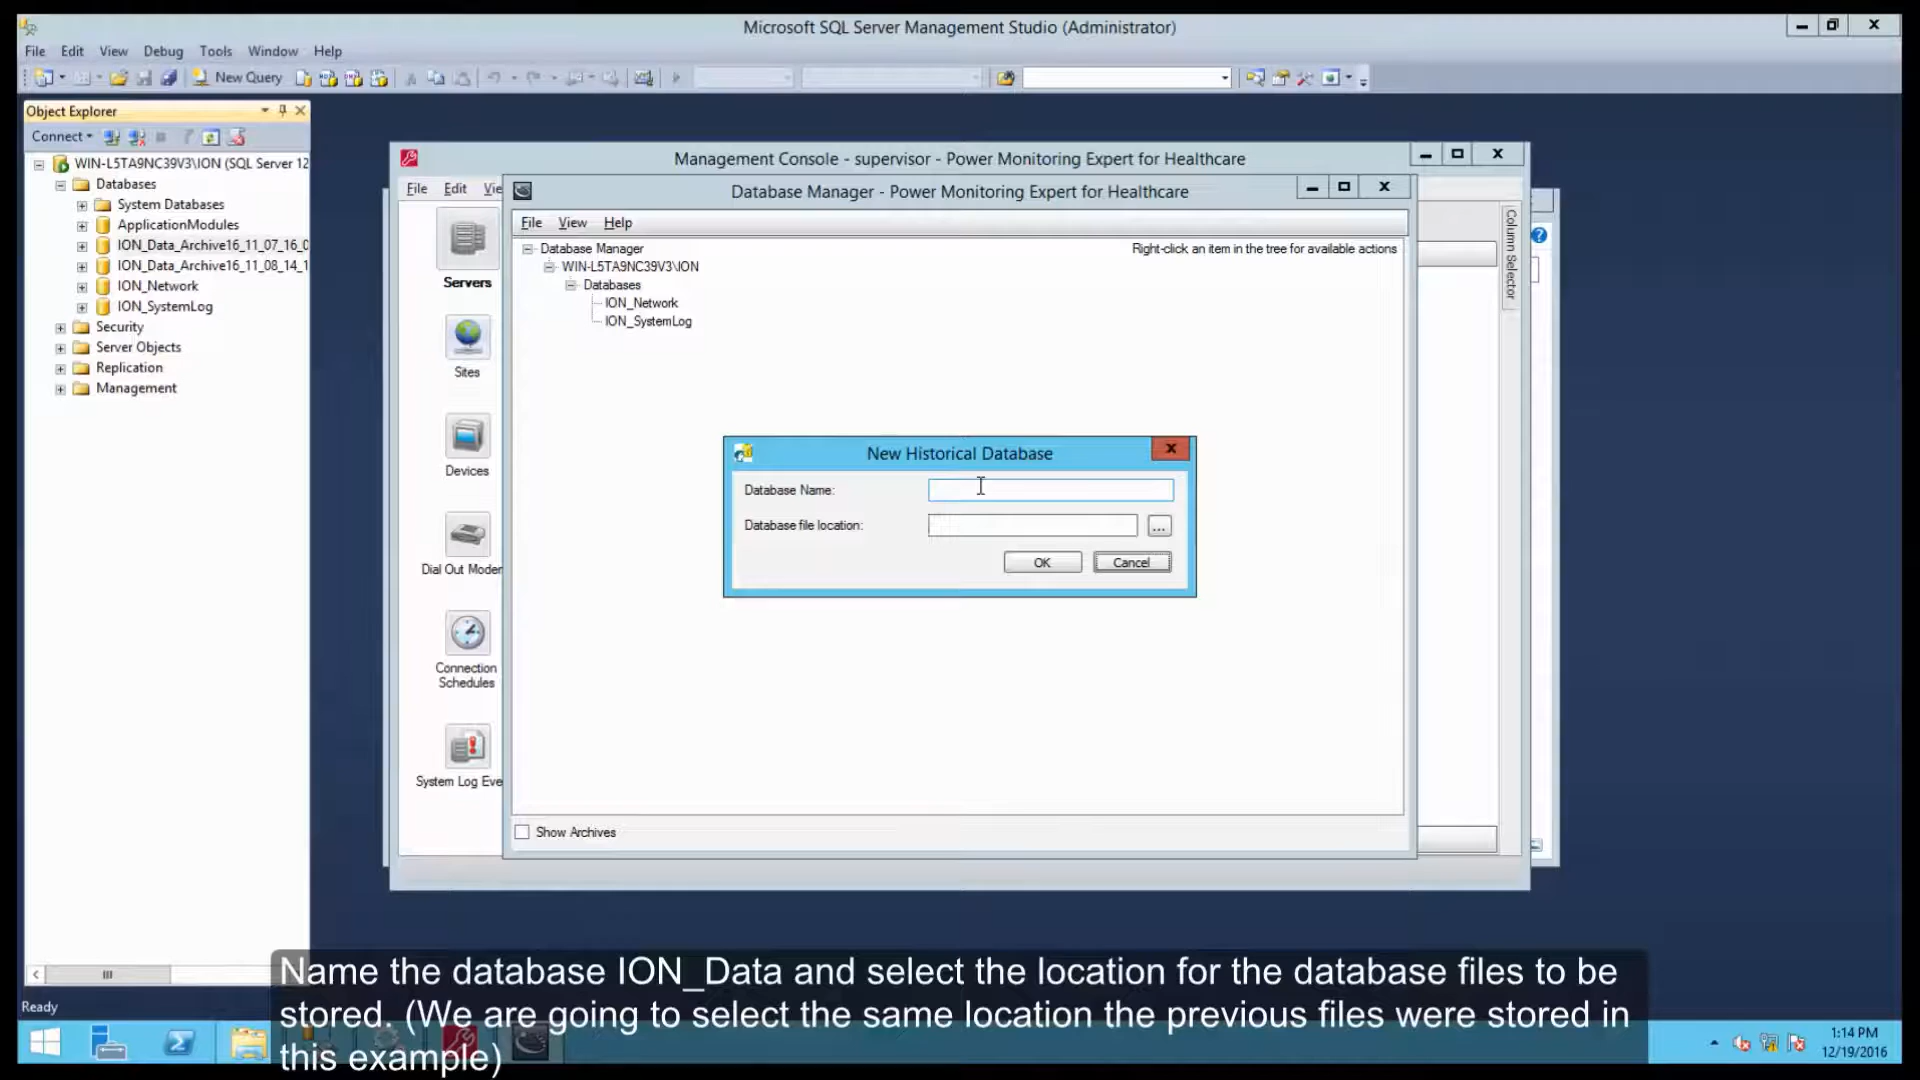 Microsoft SQL Server Management Studio (Administrator)
File Edit View Debug Tools Window Help
New Query
Object Explorer
Connect
WIN-L5TA9NC39V3\ION (SQL Server 12
Databases
System Databases
ApplicationModules
ION_Data_Archive16_11_07_16_0
ION_Data_Archive16_11_08_14_1
ION_Network
ION_SystemLog
Security
Server Objects
Replication
Management
Management Console - supervisor - Power Monitoring Expert for Healthcare
File Edit Vie
Servers
Sites
Devices
Dial Out Moder
Connection
Schedules
System Log Eve
Column Selector
Database Manager - Power Monitoring Expert for Healthcare
File View Help
Database Manager
Right-click an item in the tree for available actions
WIN-L5TA9NC39V3\ION
Databases
ION_Network
ION_SystemLog
New Historical Database
Database Name:
Database file location:
...
OK Cancel
Show Archives
Ready
Name the database ION_Data and select the location for the database files to be
stored. (We are going to select the same location the previous files were stored in
this example)
1:14 PM
12/19/2016